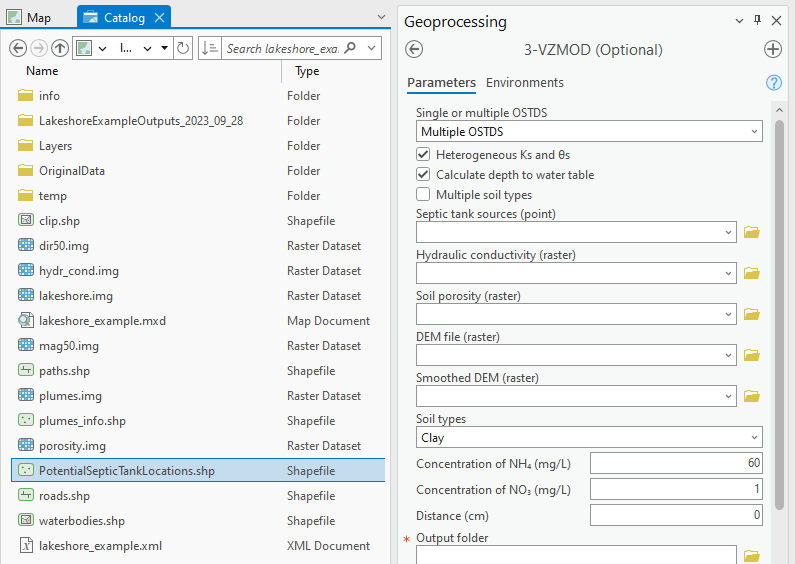 Map
Catalog
l...
Search lakeshore_exa.
Name Type
info Folder
LakeshoreExampleOutputs_2023_09_28 Folder
Layers Folder
OriginalData Folder
temp Folder
clip.shp Shapefile
dir50.img Raster Dataset
hydr_cond.img Raster Dataset
lakeshore.img Raster Dataset
lakeshore_example.mxd Map Document
mag50.img Raster Dataset
paths.shp Shapefile
plumes.img Raster Dataset
plumes_info.shp Shapefile
porosity.img Raster Dataset
PotentialSepticTankLocations.shp Shapefile
roads.shp Shapefile
waterbodies.shp Shapefile
lakeshore_example.xml XML Document
Geoprocessing
3-VZMOD (Optional)
Parameters Environments
?
Single or multiple OSTDS
Multiple OSTDS
Heterogeneous Ks and θs
Calculate depth to water table
Multiple soil types
Septic tank sources (point)
Hydraulic conductivity (raster)
Soil porosity (raster)
DEM file (raster)
Smoothed DEM (raster)
Soil types
Clay
Concentration of NH₄ (mg/L) 60
Concentration of NO₃ (mg/L) 1
Distance (cm) 0
* Output folder